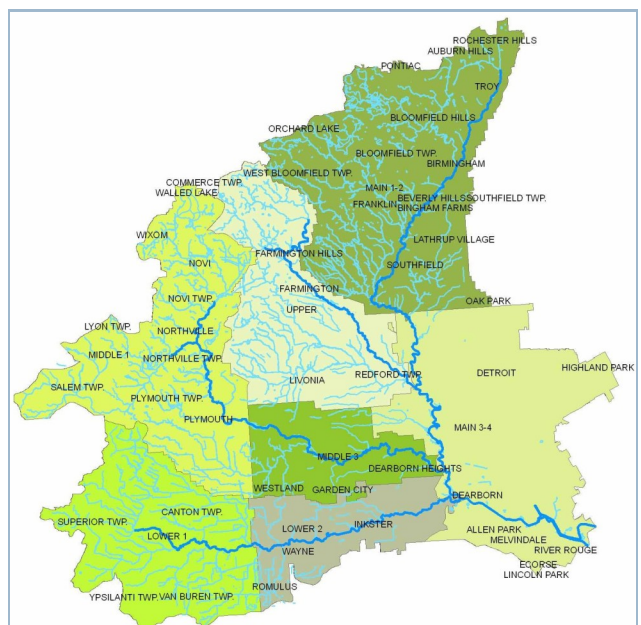 ROCHESTER HILLS
AUBURN HILLS
PONTIAC
TROY
BLOOMFIELD HILLS
ORCHARD LAKE
BLOOMFIELD TWP.
BIRMINGHAM
WEST BLOOMFIELD TWP.
COMMERCE TWP.
WALLED LAKE
MAIN 1-2
BEVERLY HILLS
SOUTHFIELD TWP.
FRANKLIN
BINGHAM FARMS
WIXOM
LATHRUP VILLAGE
FARMINGTON HILLS
NOVI
SOUTHFIELD
FARMINGTON
NOVI TWP.
OAK PARK
UPPER
LYON TWP.
NORTHVILLE
MIDDLE 1
NORTHVILLE TWP.
HIGHLAND PARK
REDFORD TWP.
DETROIT
LIVONIA
SALEM TWP.
PLYMOUTH TWP.
PLYMOUTH
MAIN 3-4
MIDDLE 3
DEARBORN HEIGHTS
WESTLAND
GARDEN CITY
DEARBORN
CANTON TWP.
SUPERIOR TWP.
LOWER 2
INKSTER
LOWER 1
ALLEN PARK
MELVINDALE
WAYNE
RIVER ROUGE
ECORSE
LINCOLN PARK
ROMULUS
YPSILANTI TWP.
VAN BUREN TWP.